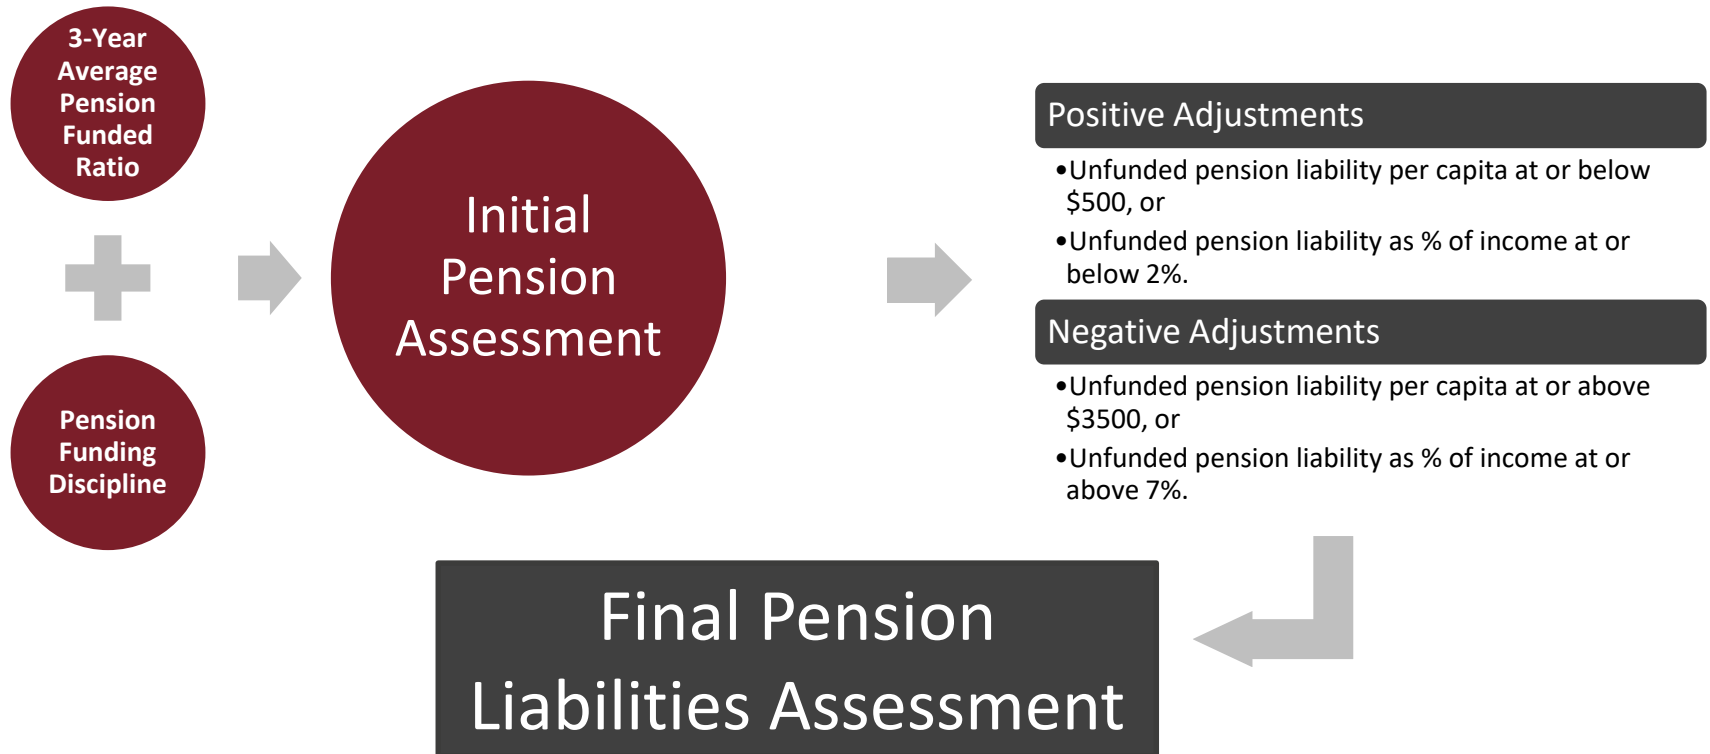 3-Year
Average
Pension
Funded
Ratio
Pension
Funding
Discipline
Initial
Pension
Assessment
Positive Adjustments
•Unfunded pension liability per capita at or below
$500, or
•Unfunded pension liability as % of income at or
below 2%.
Negative Adjustments
•Unfunded pension liability per capita at or above
$3500, or
•Unfunded pension liability as % of income at or
above 7%.
Final Pension
Liabilities Assessment